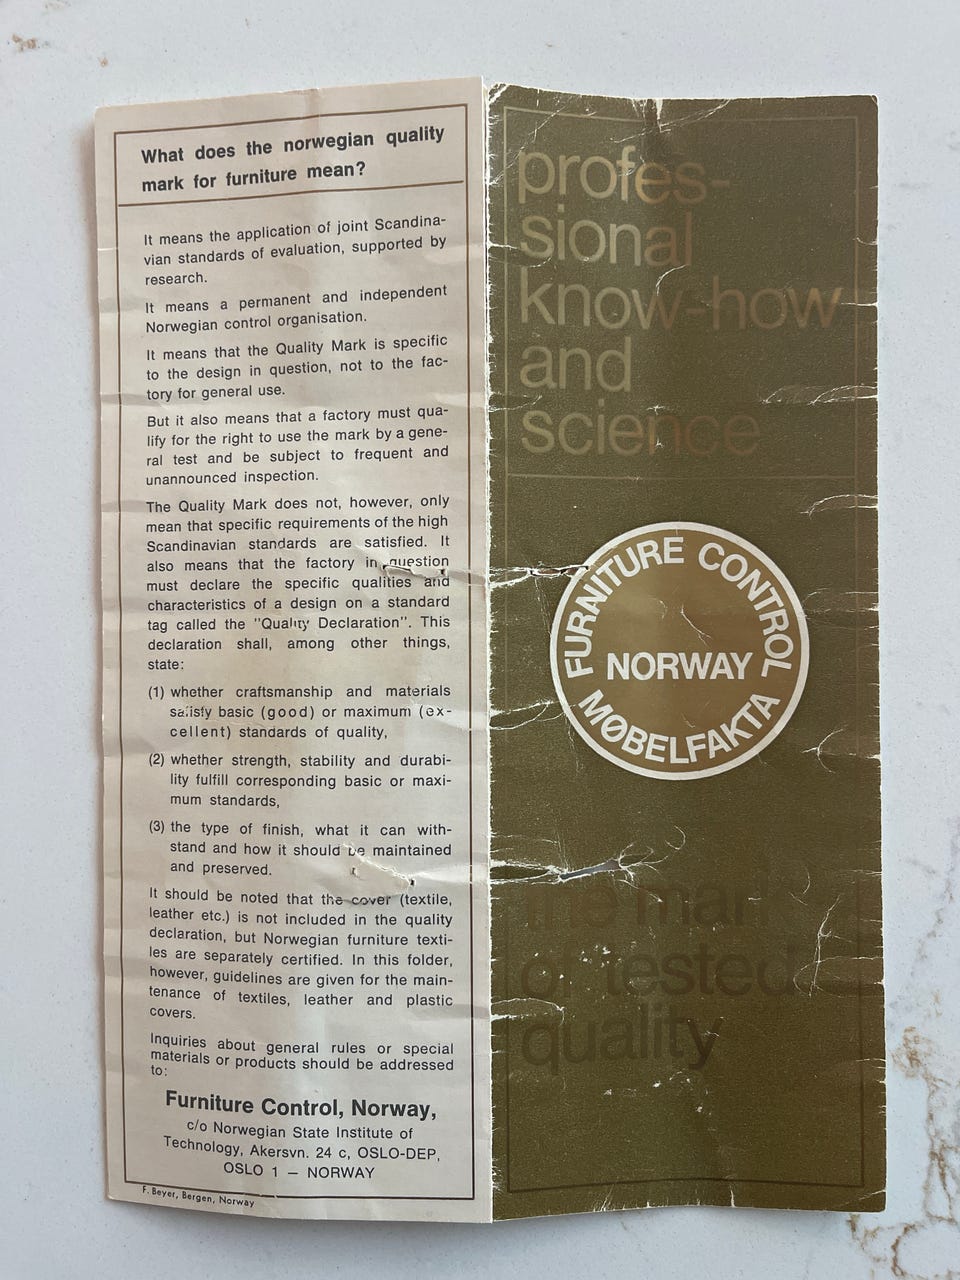 What does the norwegian quality
mark for furniture mean?
It means the application of joint Scandina-
vian standards of evaluation, supported by
research.
It means a permanent and independent
Norwegian control organisation.
It means that the Quality Mark is specific
to the design in question, not to the fac-
tory for general use.
But it also means that a factory must qua-
lify for the right to use the mark by a gene-
ral test and be subject to frequent and
unannounced inspection.
The Quality Mark does not, however, only
mean that specific requirements of the high
Scandinavian standards are satisfied. It
also means that the factory in question
must declare the specific qualities and
characteristics of a design on a standard
tag called the "Quality Declaration". This
declaration shall, among other things,
state:
(1) whether craftsmanship and materials
satisfy basic (good) or maximum (ex-
cellent) standards of quality,
(2) whether strength, stability and durabi-
lity fulfill corresponding basic or maxi-
mum standards,
(3) the type of finish, what it can with-
stand and how it should be maintained
and preserved.
It should be noted that the cover (textile,
leather etc.) is not included in the quality
declaration, but Norwegian furniture texti-
les are separately certified. In this folder,
however, guidelines are given for the main-
tenance of textiles, leather and plastic
covers.
Inquiries about general rules or special
materials or products should be addressed
to:
Furniture Control, Norway,
c/o Norwegian State Institute of
Technology, Akersvn. 24 c, OSLO-DEP,
OSLO 1 – NORWAY
F. Beyer, Bergen, Norway
profes-
sional
know-how
and
science
FURNITURE CONTROL
NORWAY
MØBELFAKTA
the mark
of tested
quality